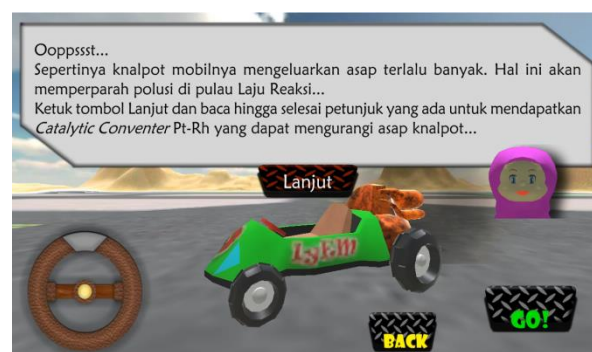 Ooppssst...
Sepertinya knalpot mobilnya mengeluarkan asap terlalu banyak. Hal ini akan
memperparah polusi di pulau Laju Reaksi...
Ketuk tombol Lanjut dan baca hingga selesai petunjuk yang ada untuk mendapatkan
Catalytic Conventer Pt-Rh yang dapat mengurangi asap knalpot...
Lanjut
LyEm
GO!
BACK